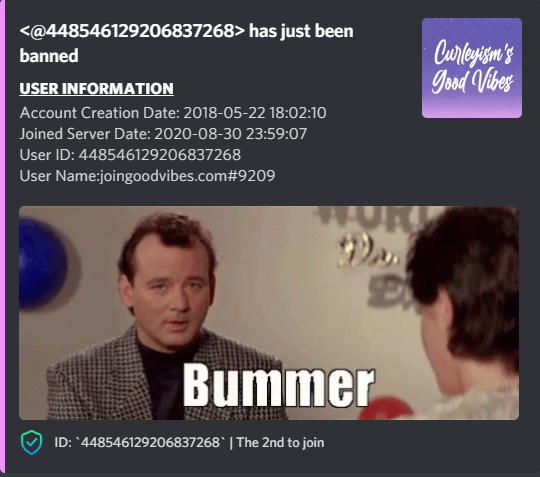 <@448546129206837268> has just been
banned
Curleyism's
Good Vibes
USER INFORMATION
Account Creation Date: 2018-05-22 18:02:10
Joined Server Date: 2020-08-30 23:59:07
User ID: 448546129206837268
User Name:joingoodvibes.com#9209
WOR
Bummer
ID: `448546129206837268` | The 2nd to join